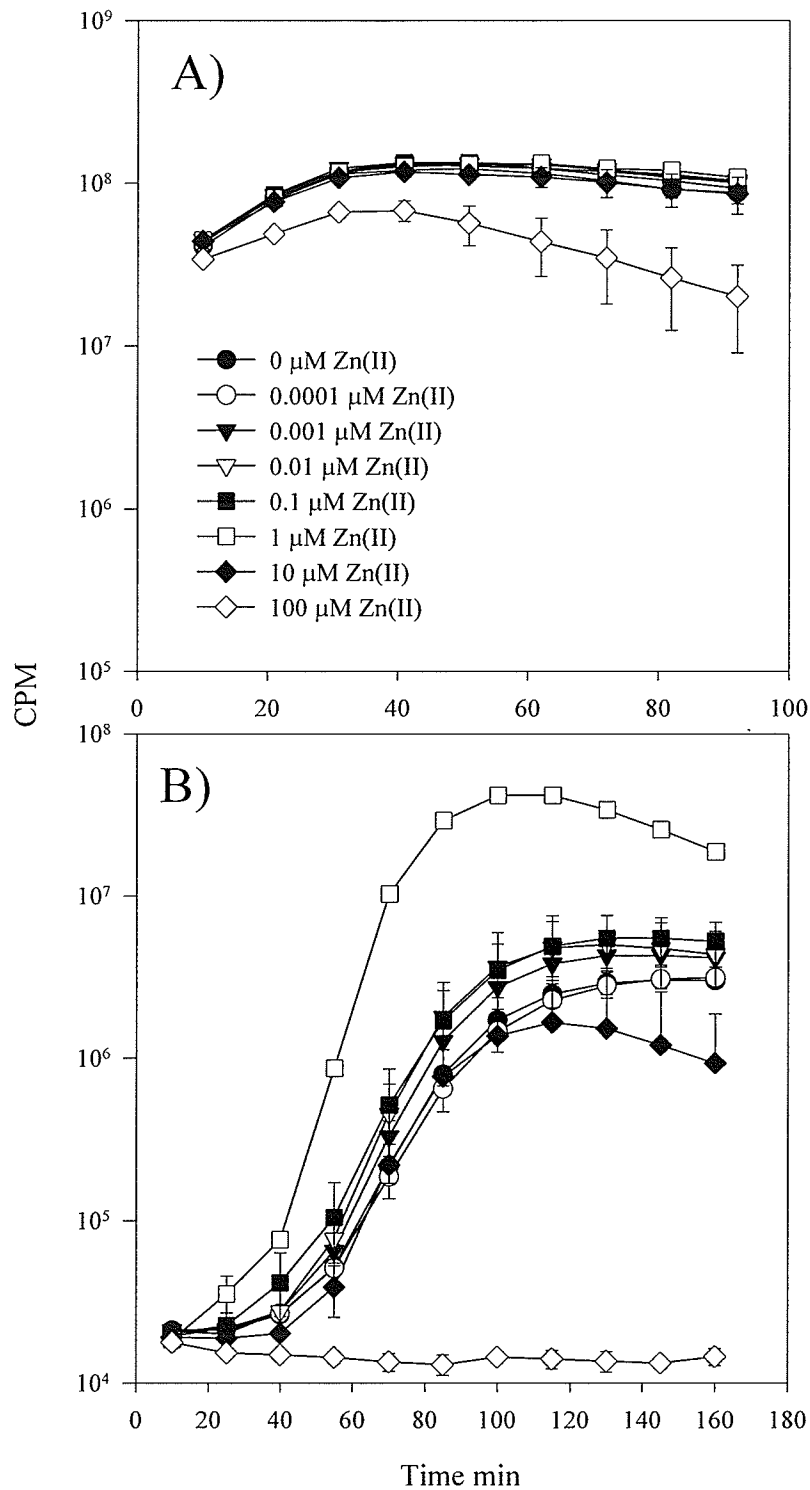 10⁹
A)
10⁸
10⁷
0 μM Zn(II)
0.0001 μM Zn(II)
0.001 μM Zn(II)
0.01 μM Zn(II)
10⁶
0.1 μM Zn(II)
1 μM Zn(II)
10 μM Zn(II)
100 μM Zn(II)
10⁵
0 20 40 60 80 100
CPM
10⁸
B)
10⁷
10⁶
10⁵
10⁴
0 20 40 60 80 100 120 140 160 180
Time min